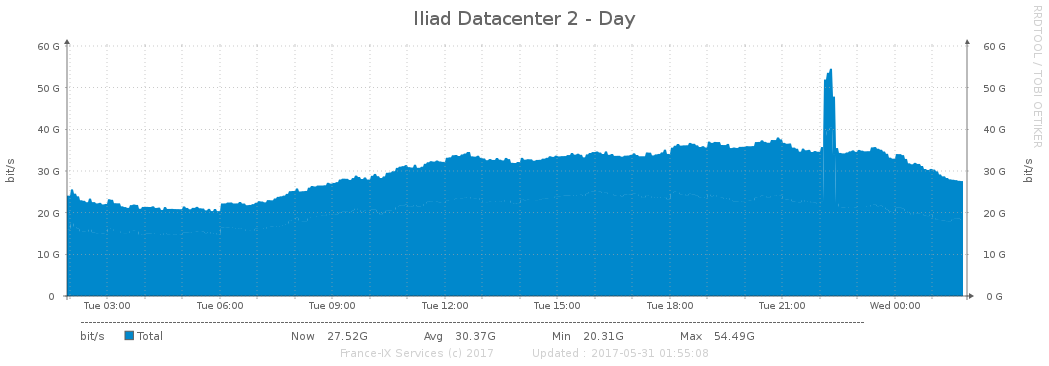 Iliad Datacenter 2 - Day
RRDTOOL / TOBI OETIKER
60 G 60 G
50 G 50 G
40 G 40 G
30 G 30 G
20 G 20 G
10 G 10 G
0 0 G
bit/s bit/s
Tue 03:00 Tue 06:00 Tue 09:00 Tue 12:00 Tue 15:00 Tue 18:00 Tue 21:00 Wed 00:00
bit/s Total Now 27.52G Avg 30.37G Min 20.31G Max 54.49G
France-IX Services (c) 2017 Updated : 2017-05-31 01:55:08